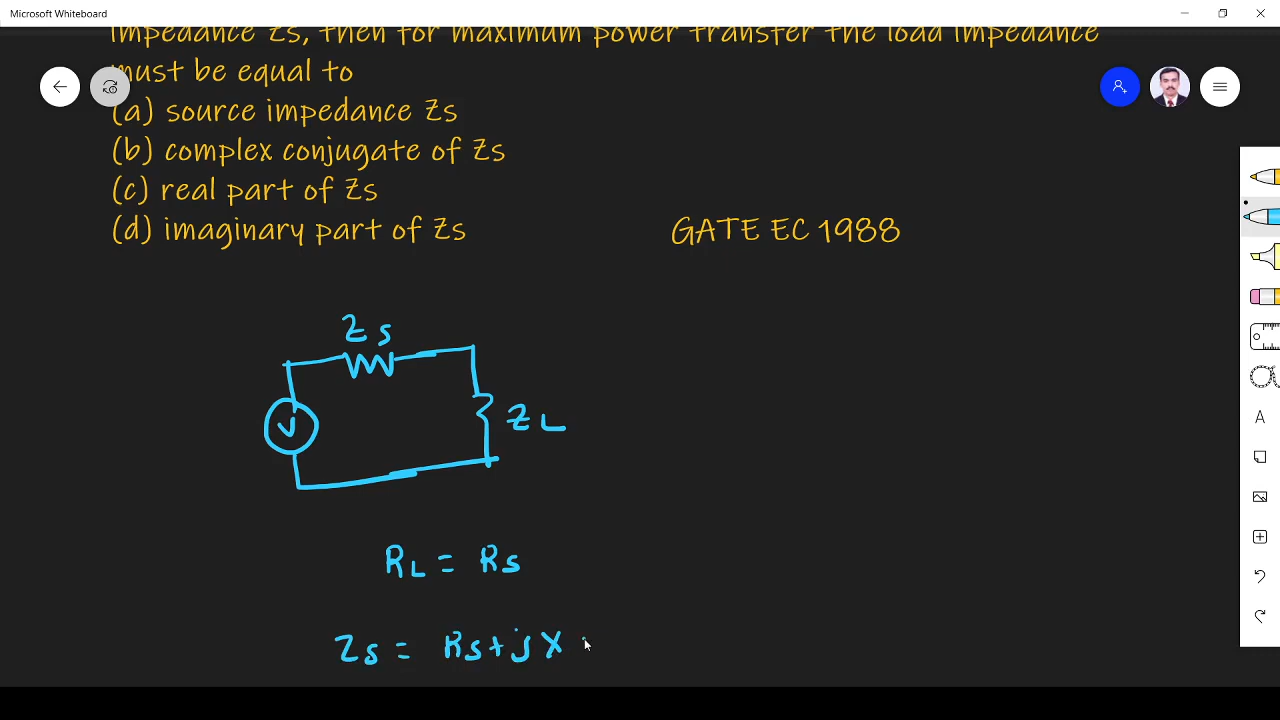 Microsoft Whiteboard
impedance Zs, then for maximum power transfer the load impedance
must be equal to
(a) source impedance Zs
(b) complex conjugate of Zs
(c) real part of Zs
(d) imaginary part of Zs
GATE EC 1988
Zs
V
ZL
RL = Rs
Zs = Rs+jX
A